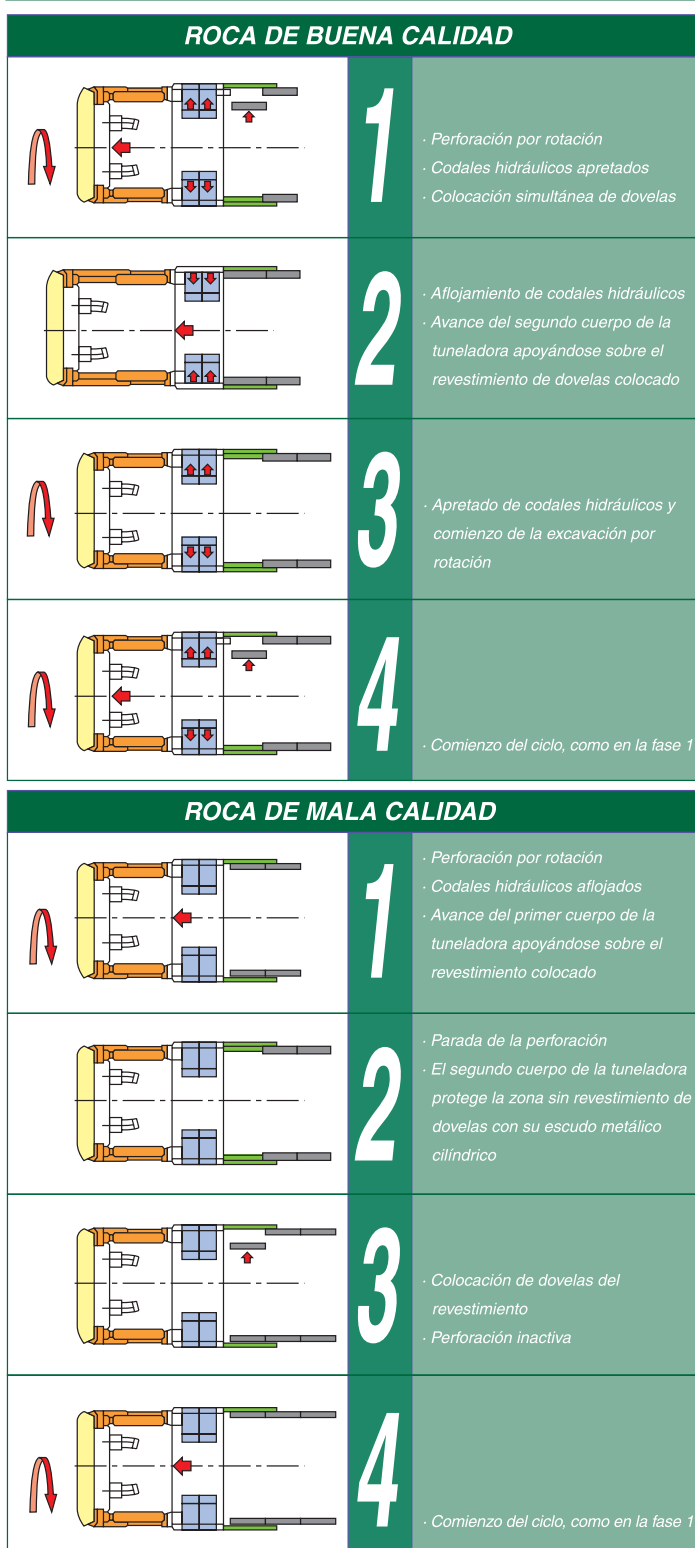 ROCA DE BUENA CALIDAD
1
· Perforación por rotación
· Codales hidráulicos apretados
· Colocación simultánea de dovelas
2
· Aflojamiento de codales hidráulicos
· Avance del segundo cuerpo de la
tuneladora apoyándose sobre el
revestimiento de dovelas colocado
3
· Apretado de codales hidráulicos y
comienzo de la excavación por
rotación
4
· Comienzo del ciclo, como en la fase 1
ROCA DE MALA CALIDAD
1
· Perforación por rotación
· Codales hidráulicos aflojados
· Avance del primer cuerpo de la
tuneladora apoyándose sobre el
revestimiento colocado
2
· Parada de la perforación
· El segundo cuerpo de la tuneladora
protege la zona sin revestimiento de
dovelas con su escudo metálico
cilíndrico
3
· Colocación de dovelas del
revestimiento
· Perforación inactiva
4
· Comienzo del ciclo, como en la fase 1